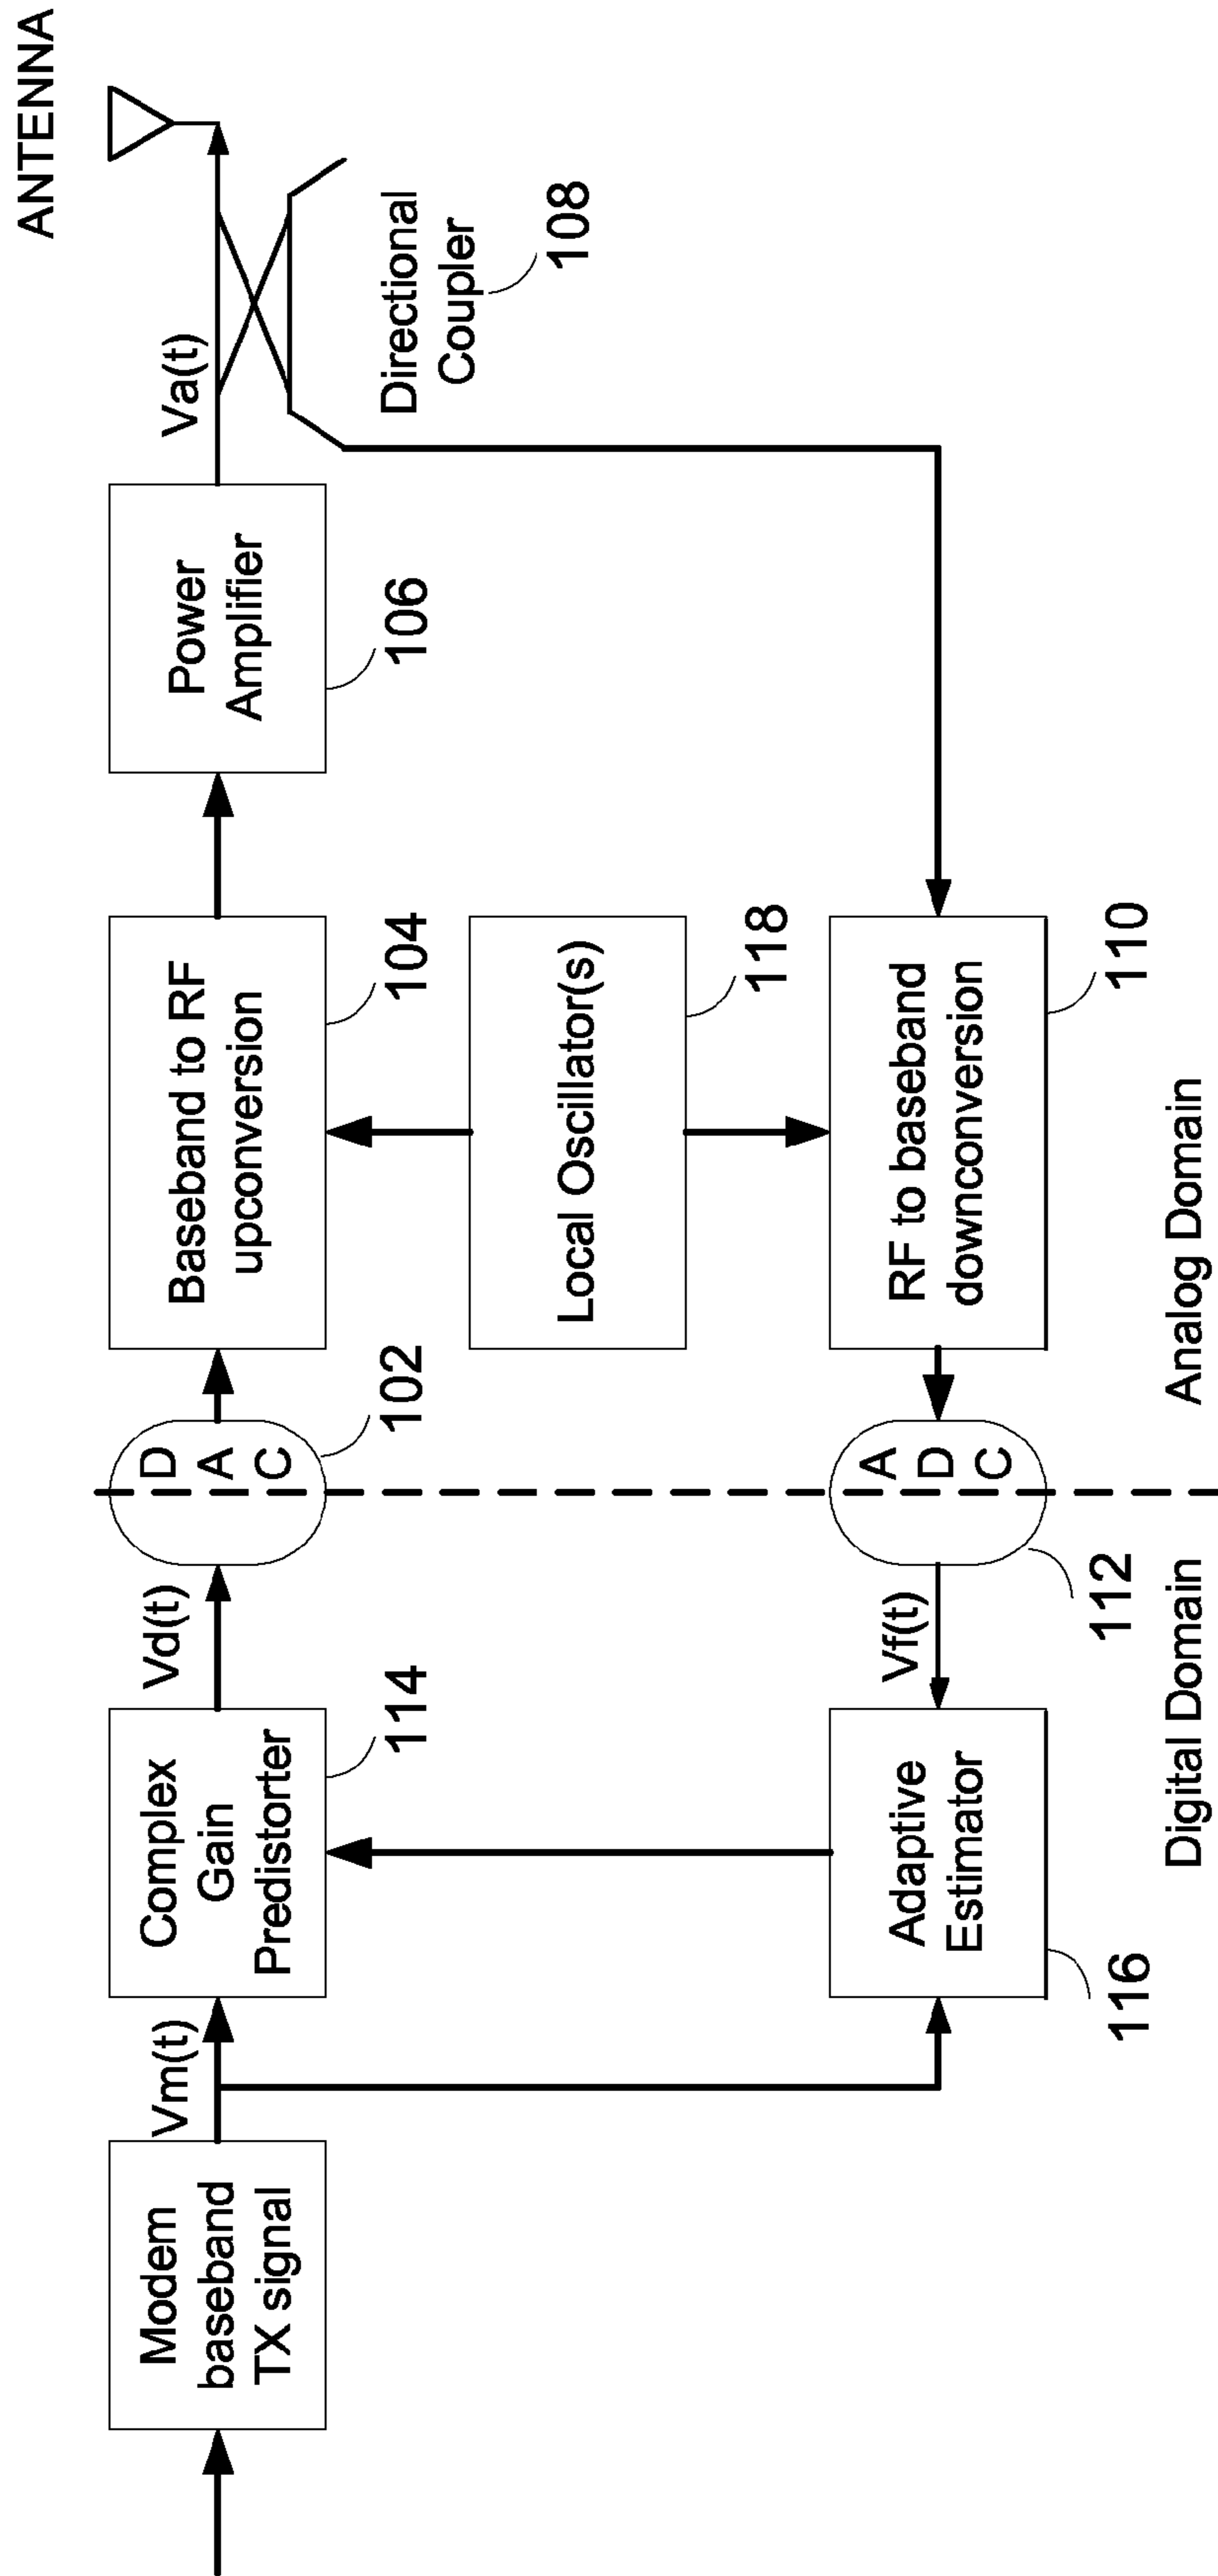 Modem
baseband
TX signal
Vm(t)
Complex
Gain
Predistorter
114
Vd(t)
D
A
C
102
Baseband to RF
upconversion
104
Power
Amplifier
106
Va(t)
ANTENNA
Directional
Coupler
108
Local Oscillator(s)
118
Adaptive
Estimator
116
Vf(t)
A
D
C
112
RF to baseband
downconversion
110
Digital Domain
Analog Domain